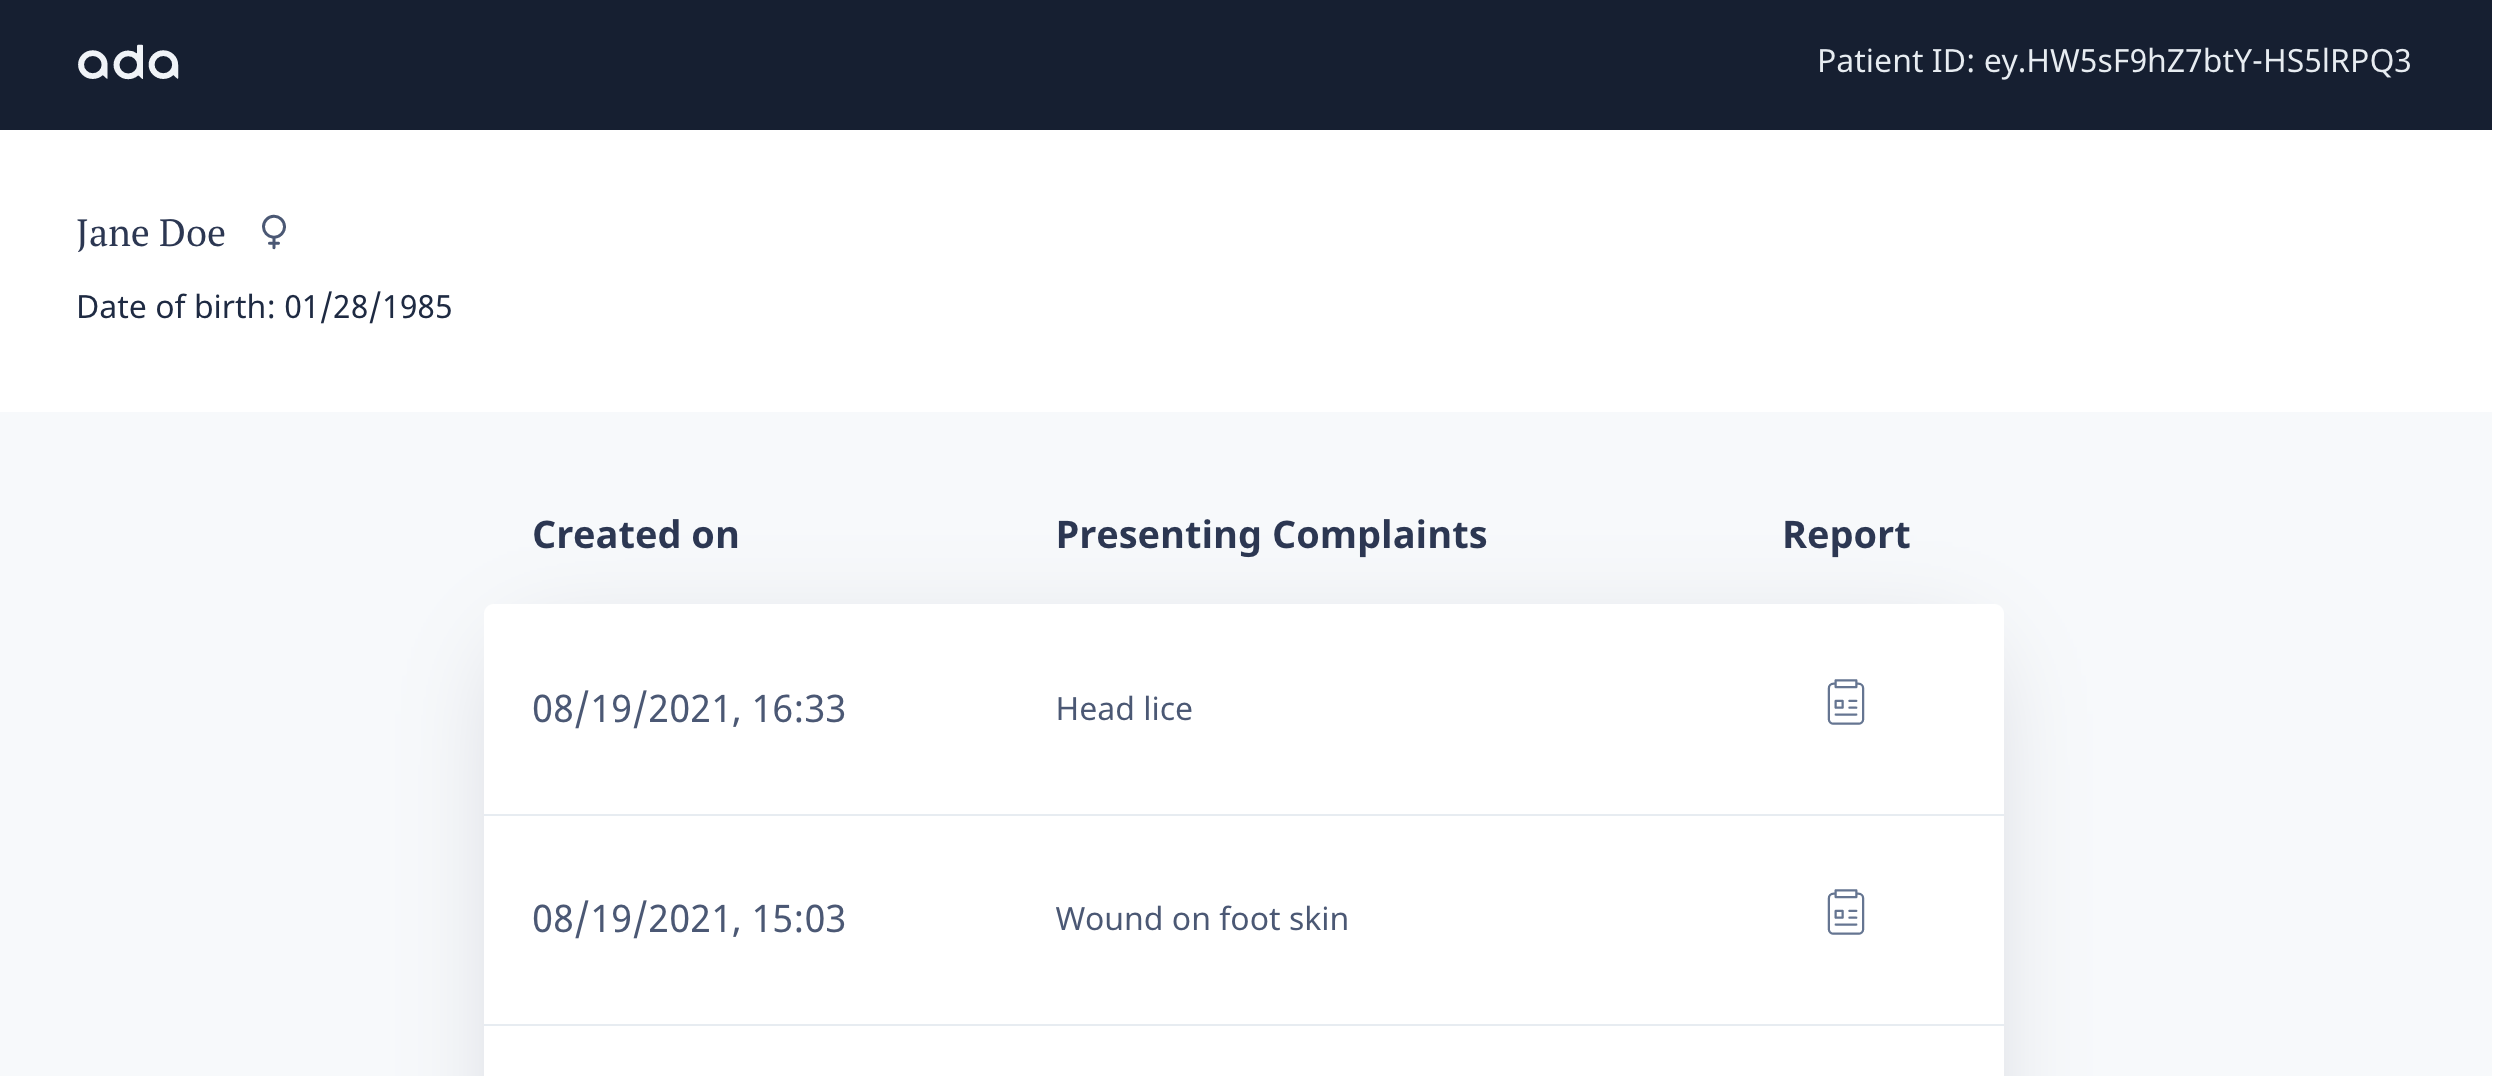 ada
Patient ID: ey.HW5sF9hZ7btY-HS5lRPQ3
Jane Doe
Date of birth: 01/28/1985
Created on Presenting Complaints Report
08/19/2021, 16:33 Head lice
08/19/2021, 15:03 Wound on foot skin